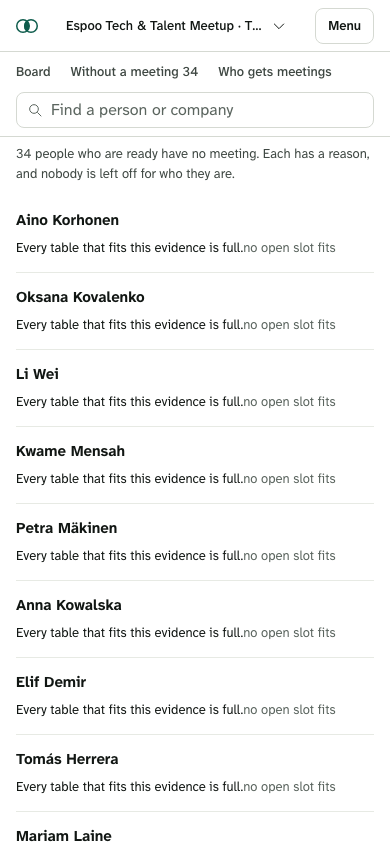 Espoo Tech & Talent Meetup · T...
Menu
Board Without a meeting 34 Who gets meetings
Find a person or company
34 people who are ready have no meeting. Each has a reason,
and nobody is left off for who they are.
Aino Korhonen
Every table that fits this evidence is full.no open slot fits
Oksana Kovalenko
Every table that fits this evidence is full.no open slot fits
Li Wei
Every table that fits this evidence is full.no open slot fits
Kwame Mensah
Every table that fits this evidence is full.no open slot fits
Petra Mäkinen
Every table that fits this evidence is full.no open slot fits
Anna Kowalska
Every table that fits this evidence is full.no open slot fits
Elif Demir
Every table that fits this evidence is full.no open slot fits
Tomás Herrera
Every table that fits this evidence is full.no open slot fits
Mariam Laine